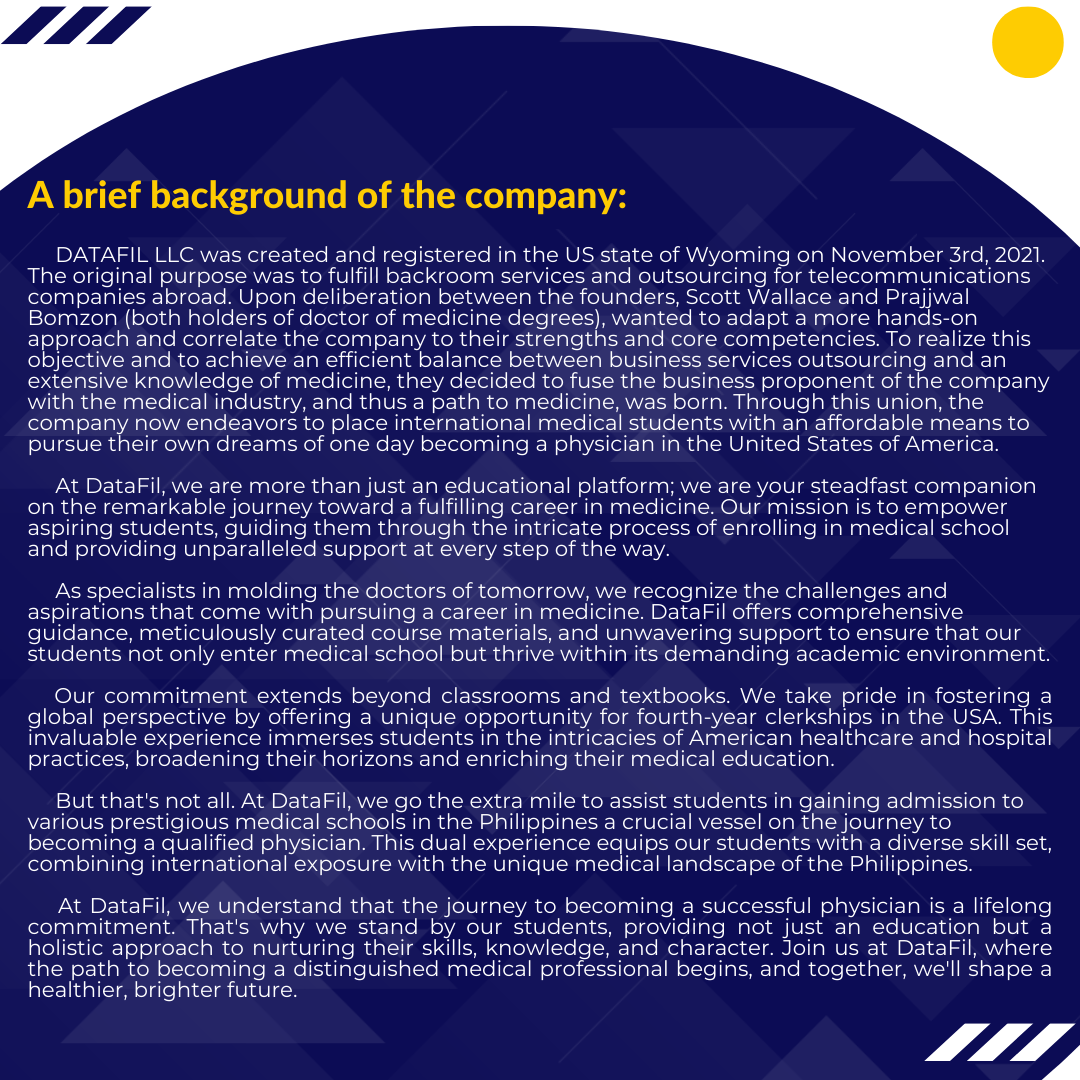 A brief background of the company:
DATAFIL LLC was created and registered in the US state of Wyoming on November 3rd, 2021.
The original purpose was to fulfill backroom services and outsourcing for telecommunications
companies abroad. Upon deliberation between the founders, Scott Wallace and Prajjwal
Bomzon (both holders of doctor of medicine degrees), wanted to adapt a more hands-on
approach and correlate the company to their strengths and core competencies. To realize this
objective and to achieve an efficient balance between business services outsourcing and an
extensive knowledge of medicine, they decided to fuse the business proponent of the company
with the medical industry, and thus a path to medicine, was born. Through this union, the
company now endeavors to place international medical students with an affordable means to
pursue their own dreams of one day becoming a physician in the United States of America.
At DataFil, we are more than just an educational platform; we are your steadfast companion
on the remarkable journey toward a fulfilling career in medicine. Our mission is to empower
aspiring students, guiding them through the intricate process of enrolling in medical school
and providing unparalleled support at every step of the way.
As specialists in molding the doctors of tomorrow, we recognize the challenges and
aspirations that come with pursuing a career in medicine. DataFil offers comprehensive
guidance, meticulously curated course materials, and unwavering support to ensure that our
students not only enter medical school but thrive within its demanding academic environment.
Our commitment extends beyond classrooms and textbooks. We take pride in fostering a
global perspective by offering a unique opportunity for fourth-year clerkships in the USA. This
invaluable experience immerses students in the intricacies of American healthcare and hospital
practices, broadening their horizons and enriching their medical education.
But that's not all. At DataFil, we go the extra mile to assist students in gaining admission to
various prestigious medical schools in the Philippines a crucial vessel on the journey to
becoming a qualified physician. This dual experience equips our students with a diverse skill set,
combining international exposure with the unique medical landscape of the Philippines.
At DataFil, we understand that the journey to becoming a successful physician is a lifelong
commitment. That's why we stand by our students, providing not just an education but a
holistic approach to nurturing their skills, knowledge, and character. Join us at DataFil, where
the path to becoming a distinguished medical professional begins, and together, we'll shape a
healthier, brighter future.